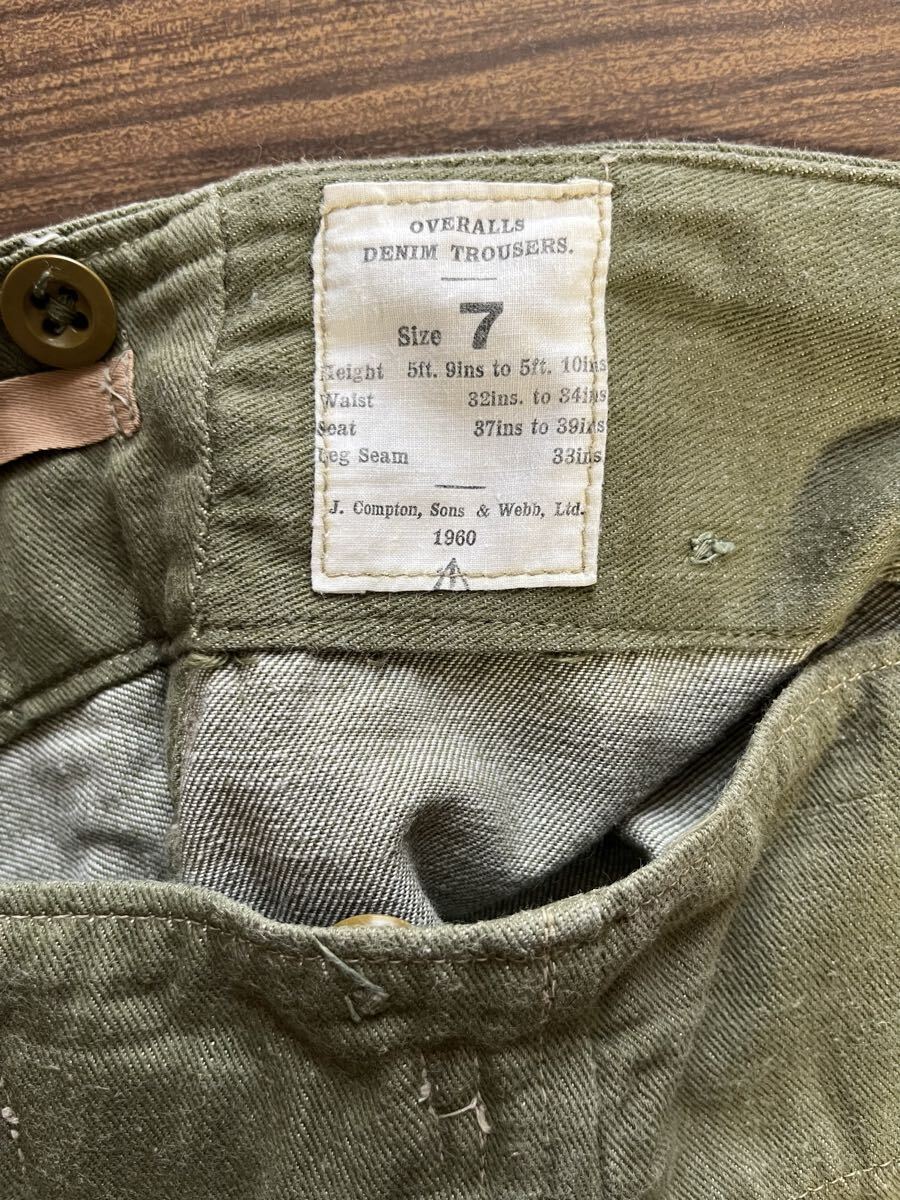 OVERALLS
DENIM TROUSERS.
Size 7
Height 5ft. 9ins to 5ft. 10ins
Waist 32ins. to 34ins
Seat 37ins to 39ins
Leg Seam 33ins
J. Compton, Sons & Webb, Ltd.
1960